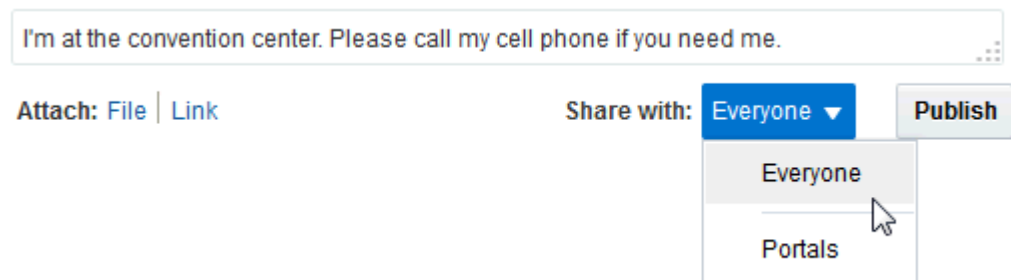 I'm at the convention center. Please call my cell phone if you need me.
Attach: File | Link Share with: Everyone Publish
Everyone
Portals